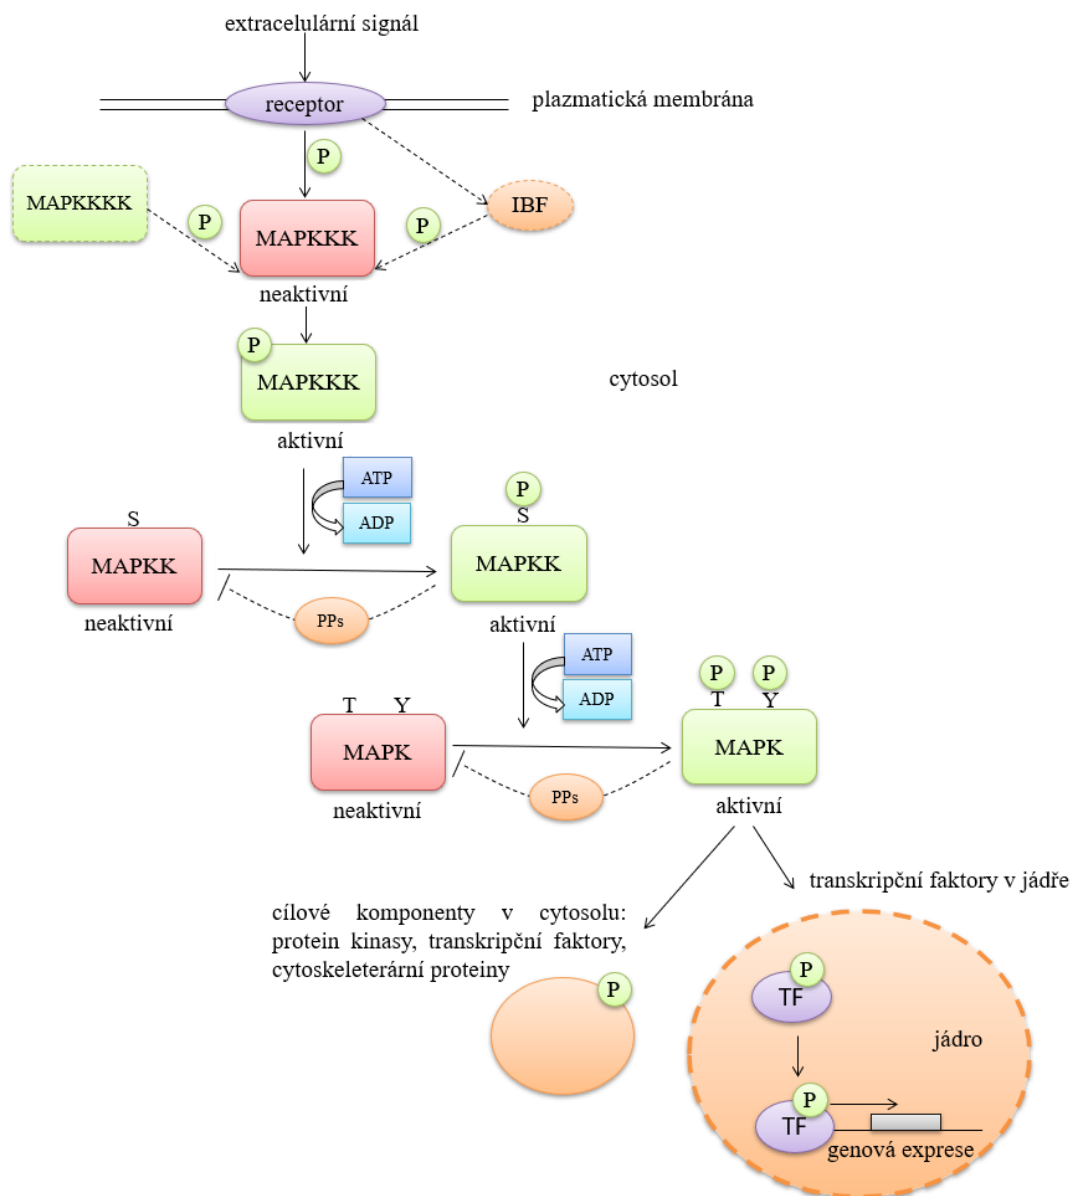 extracelulární signál
receptor
plazmatická membrána
P
MAPKKKK
P
P
IBF
MAPKKK
neaktivní
P
MAPKKK
cytosol
aktivní
ATP
ADP
P
S
S
MAPKK
MAPKK
PPs
neaktivní
aktivní
ATP
ADP
P P
T Y
T Y
MAPK
MAPK
PPs
neaktivní
aktivní
transkripční faktory v jádře
cílové komponenty v cytosolu:
protein kinasy, transkripční faktory,
cytoskeleterární proteiny
P
P
TF
jádro
P
TF
genová exprese